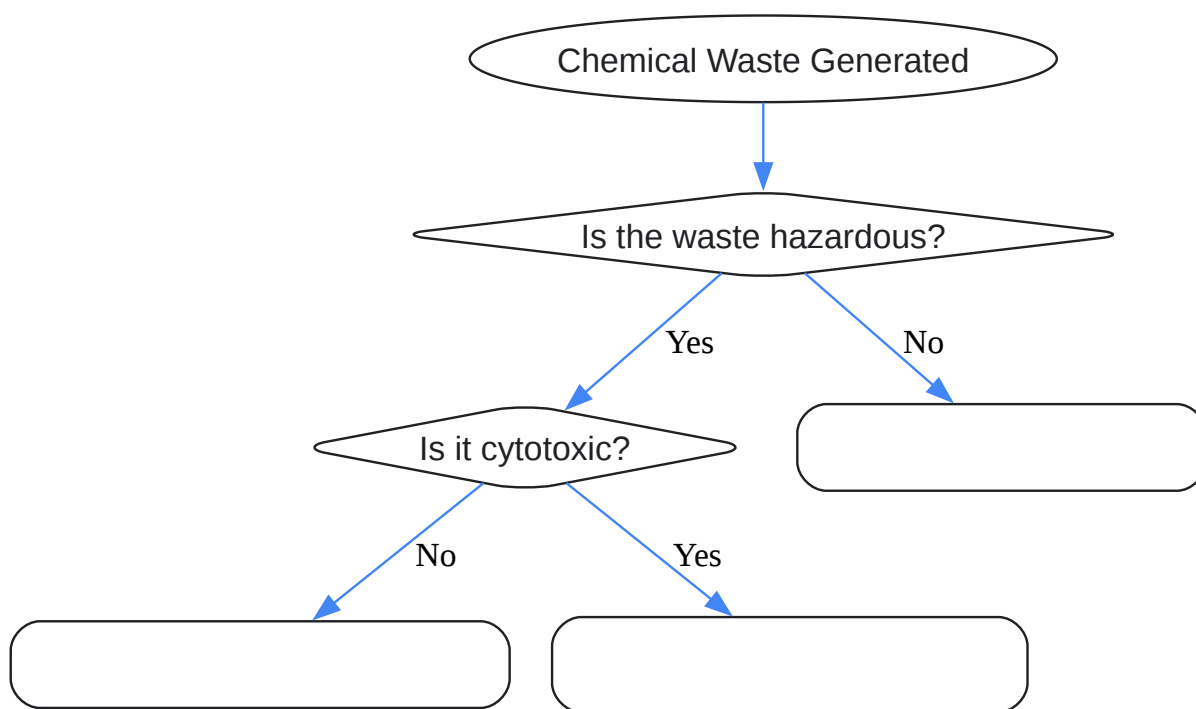 Chemical Waste Generated
Is the waste hazardous?
Yes
No
Is it cytotoxic?
No
Yes